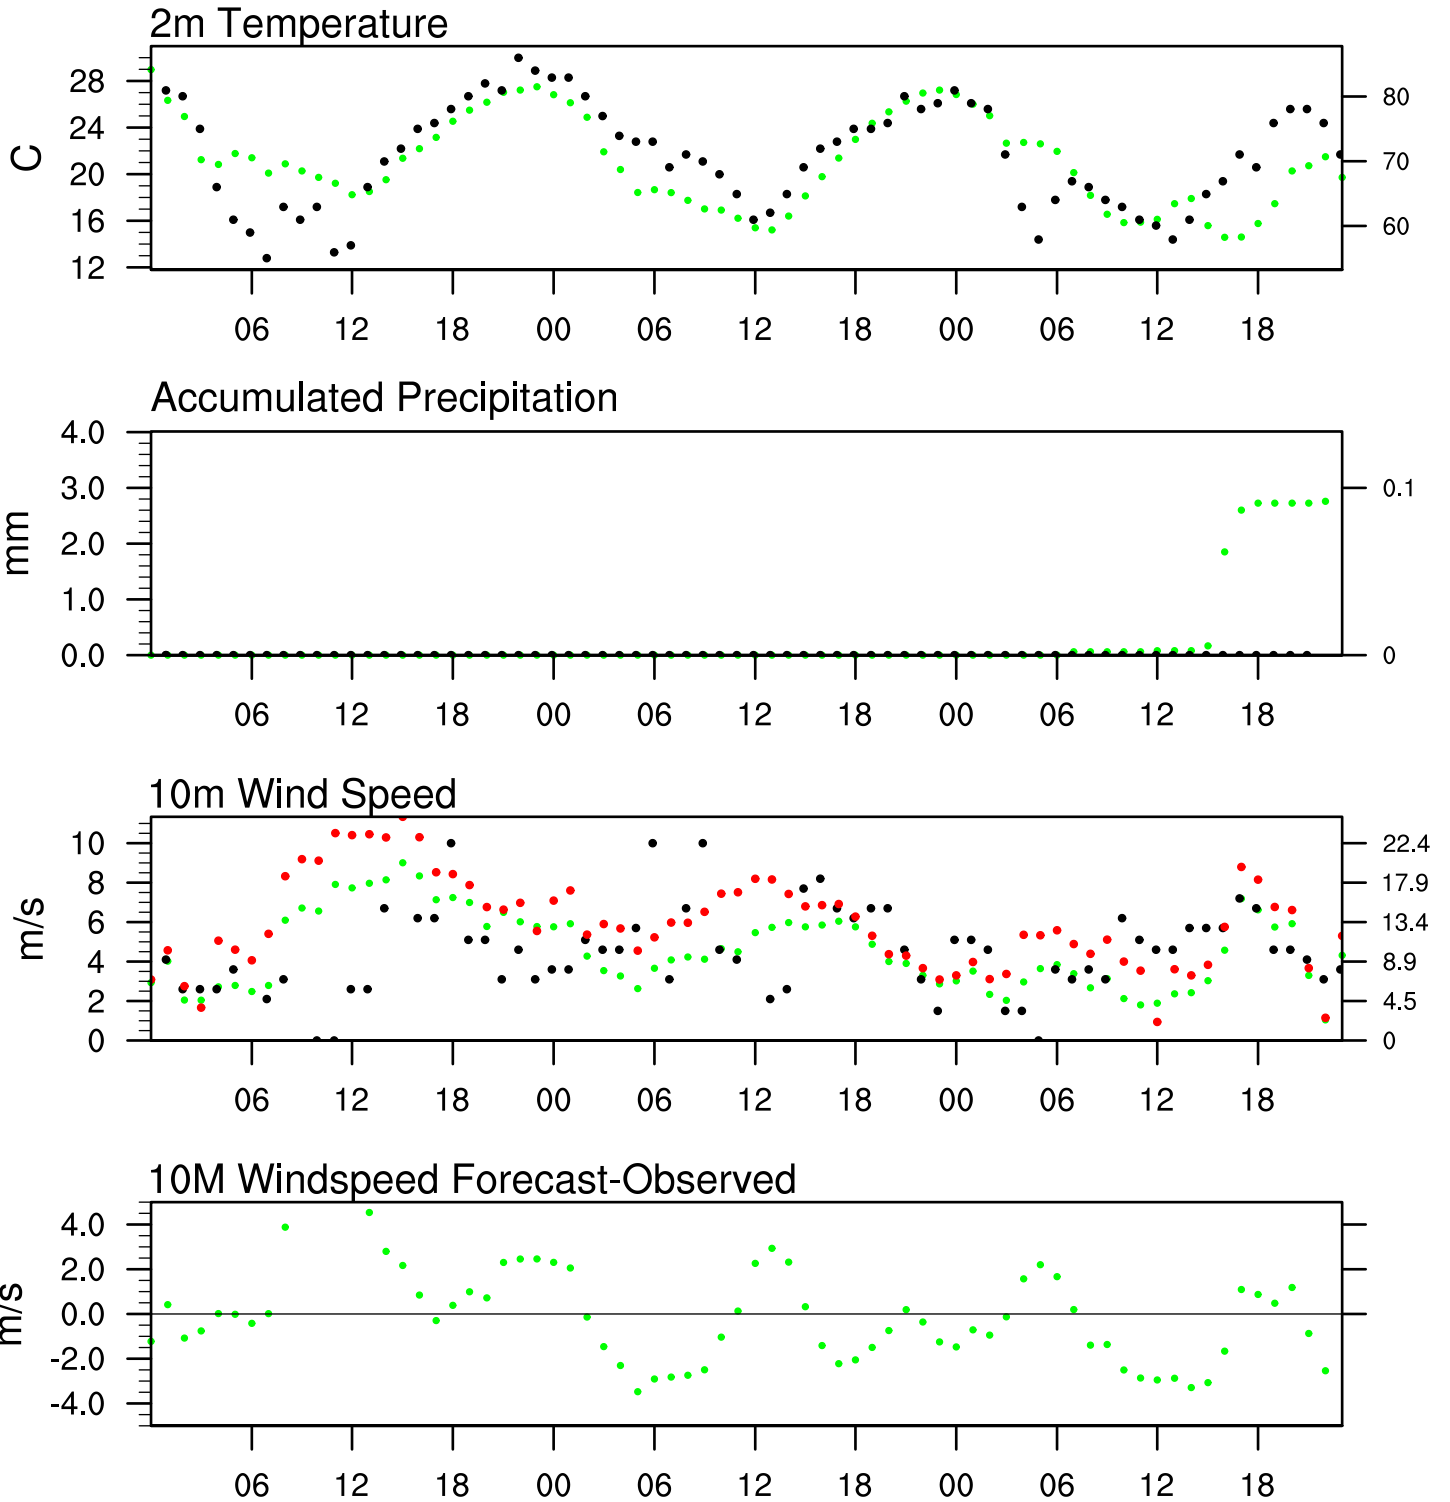 2m Temperature
C
28
24
20
16
12
80
70
60
06 12 18 00 06 12 18 00 06 12 18
Accumulated Precipitation
mm
4.0
3.0
2.0
1.0
0.0
0.1
0
06 12 18 00 06 12 18 00 06 12 18
10m Wind Speed
m/s
10
8
6
4
2
0
22.4
17.9
13.4
8.9
4.5
0
06 12 18 00 06 12 18 00 06 12 18
10M Windspeed Forecast-Observed
m/s
4.0
2.0
0.0
-2.0
-4.0
06 12 18 00 06 12 18 00 06 12 18